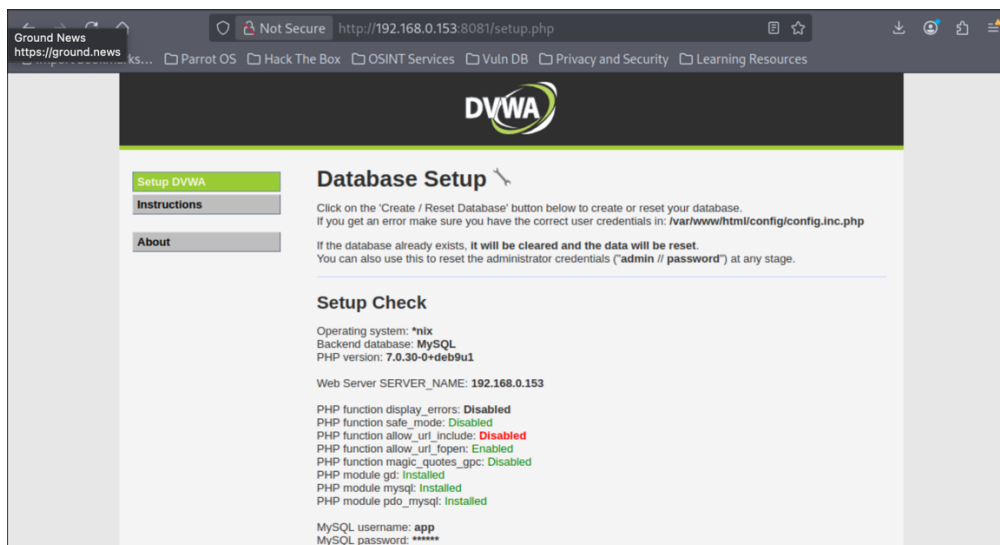 Ground News
https://ground.news
Not Secure http://192.168.0.153:8081/setup.php
ks... Parrot OS Hack The Box OSINT Services Vuln DB Privacy and Security Learning Resources
DVWA
Setup DVWA
Instructions
About
Database Setup
Click on the 'Create / Reset Database' button below to create or reset your database.
If you get an error make sure you have the correct user credentials in: /var/www/html/config/config.inc.php
If the database already exists, it will be cleared and the data will be reset.
You can also use this to reset the administrator credentials ("admin // password") at any stage.
Setup Check
Operating system: *nix
Backend database: MySQL
PHP version: 7.0.30-0+deb9u1
Web Server SERVER_NAME: 192.168.0.153
PHP function display_errors: Disabled
PHP function safe_mode: Disabled
PHP function allow_url_include: Disabled
PHP function allow_url_fopen: Enabled
PHP function magic_quotes_gpc: Disabled
PHP module gd: Installed
PHP module mysql: Installed
PHP module pdo_mysql: Installed
MySQL username: app
MySQL password: ******